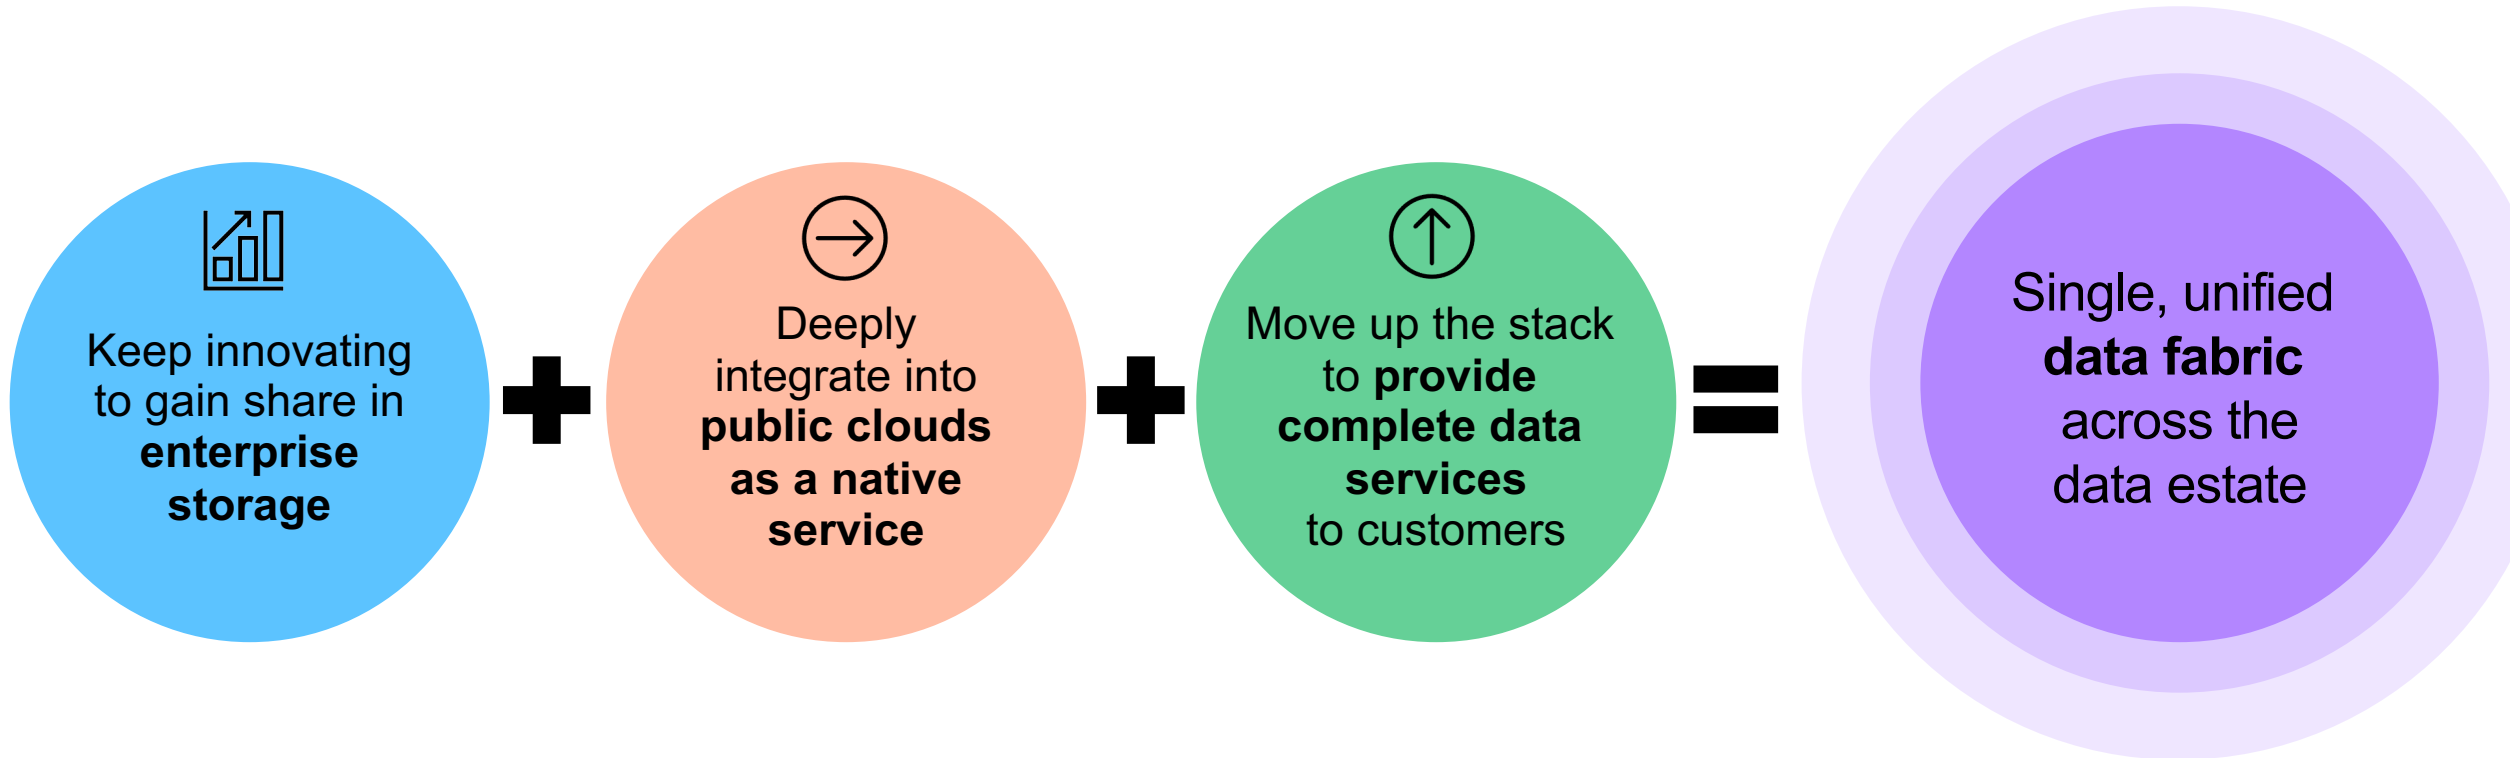 Keep innovating
to gain share in
enterprise
storage
Deeply
integrate into
public clouds
as a native
service
Move up the stack
to provide
complete data
services
to customers
Single, unified
data fabric
across the
data estate